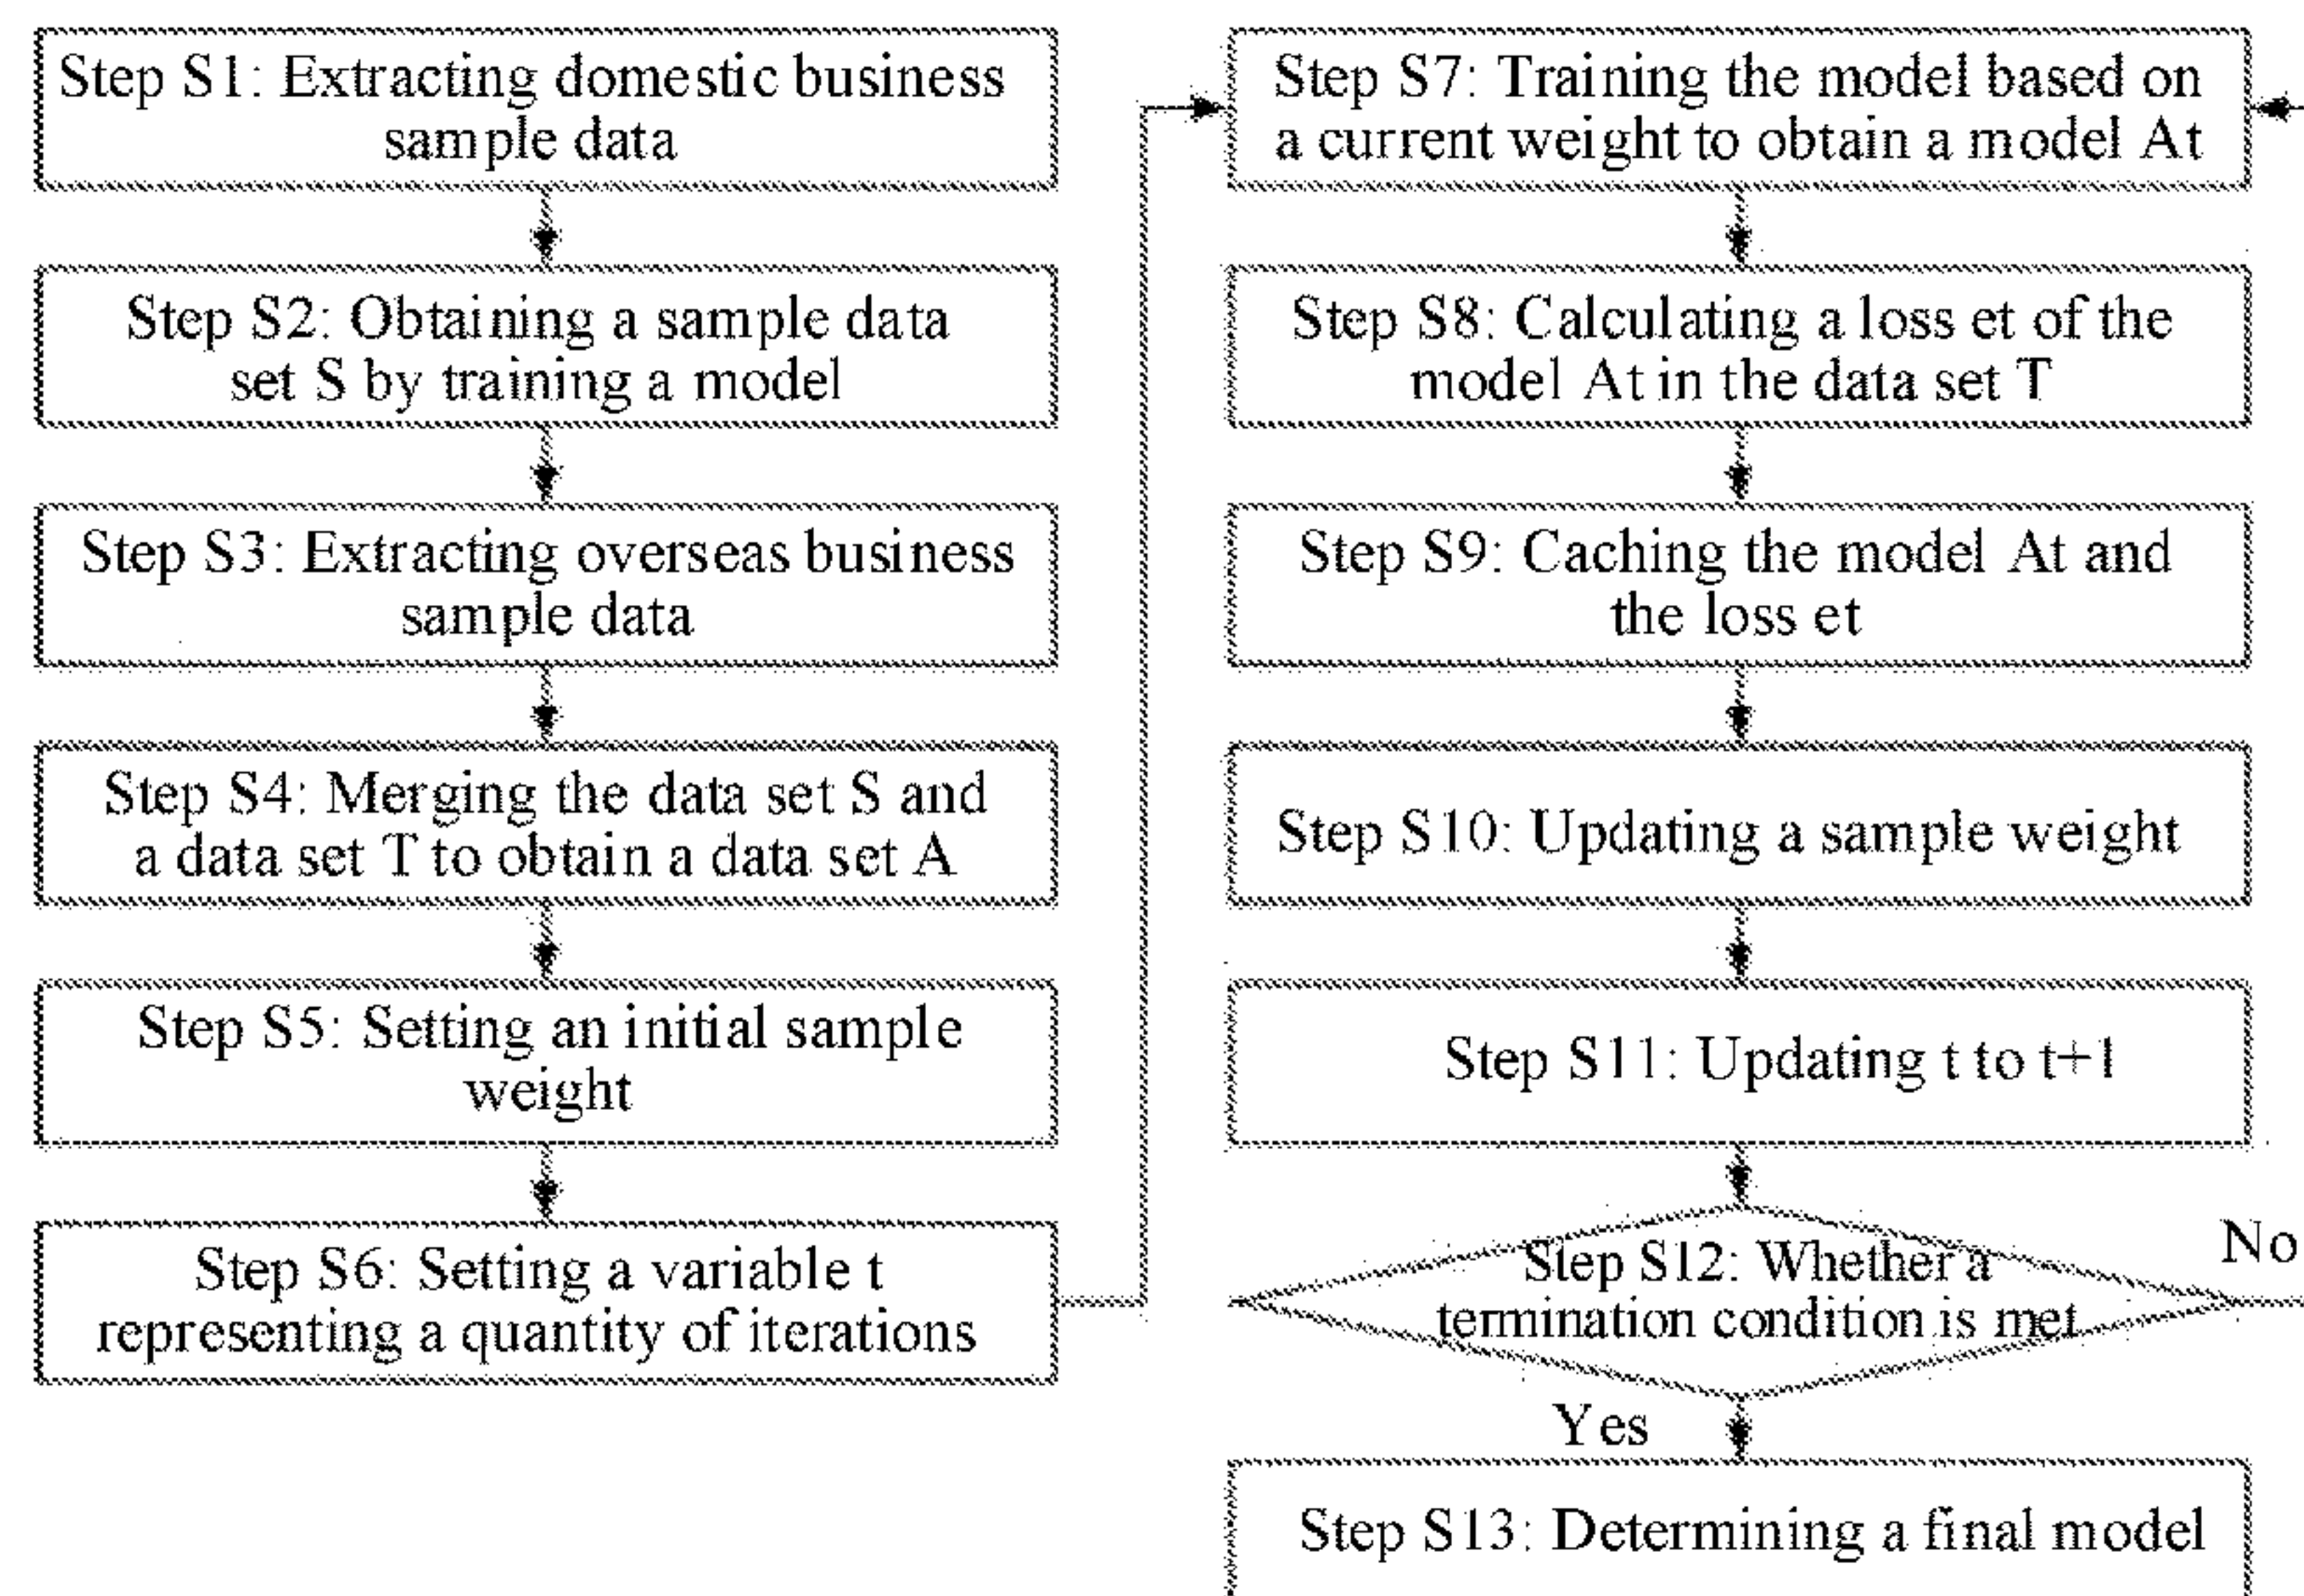 Step S1: Extracting domestic business
sample data
Step S2: Obtaining a sample data
set S by training a model
Step S3: Extracting overseas business
sample data
Step S4: Merging the data set S and
a data set T to obtain a data set A
Step S5: Setting an initial sample
weight
Step S6: Setting a variable t
representing a quantity of iterations
Step S7: Training the model based on
a current weight to obtain a model At
Step S8: Calculating a loss et of the
model At in the data set T
Step S9: Caching the model At and
the loss et
Step S10: Updating a sample weight
Step S11: Updating t to t+1
Step S12: Whether a
termination condition is met
No
Yes
Step S13: Determining a final model